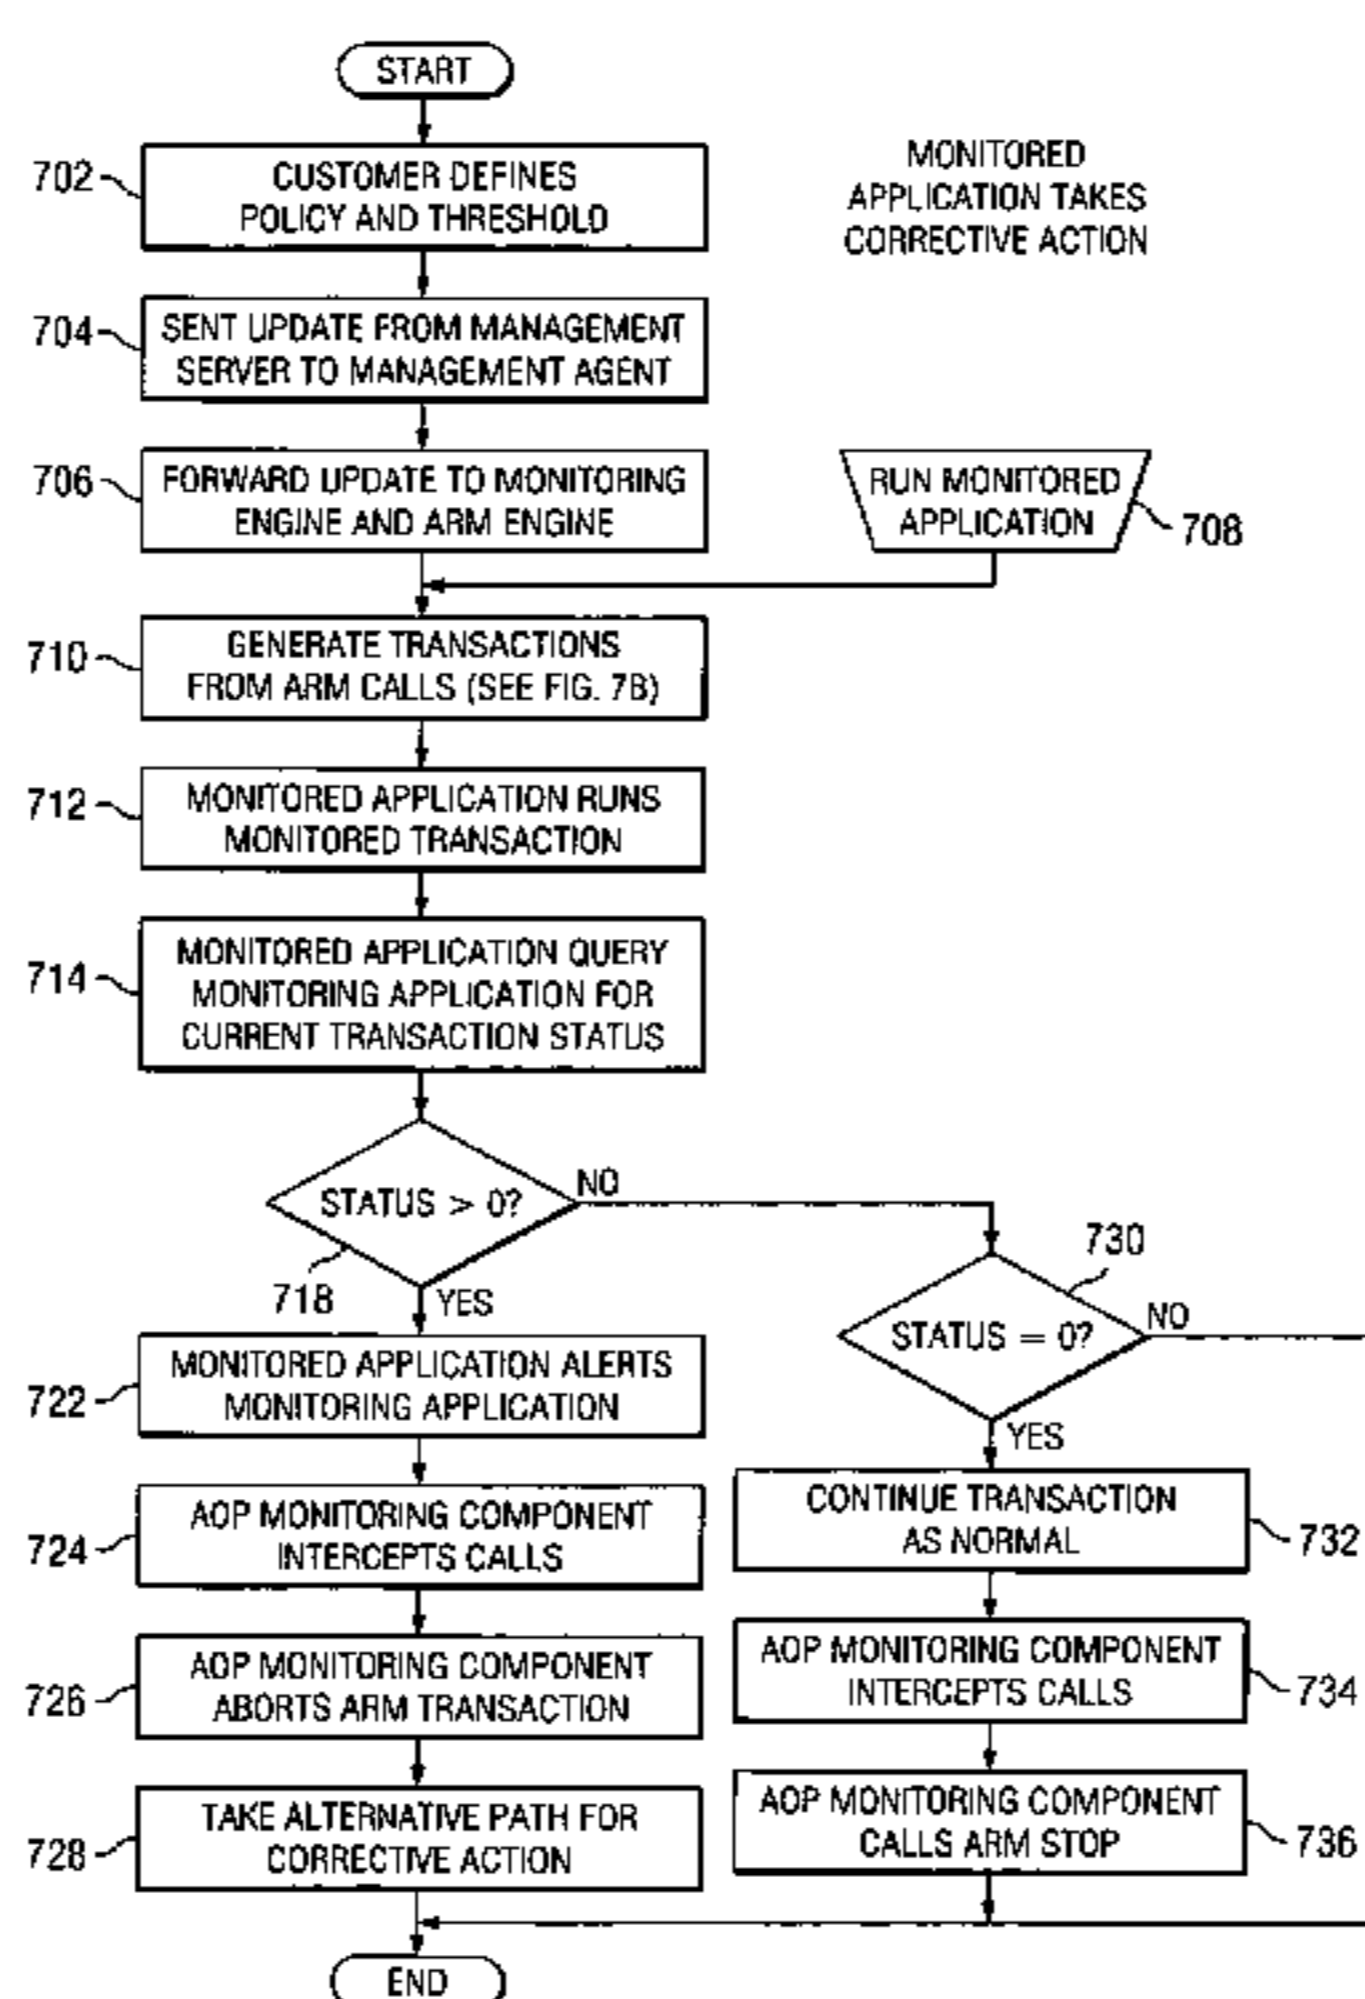 START
702
CUSTOMER DEFINES
POLICY AND THRESHOLD
MONITORED
APPLICATION TAKES
CORRECTIVE ACTION
704
SENT UPDATE FROM MANAGEMENT
SERVER TO MANAGEMENT AGENT
706
FORWARD UPDATE TO MONITORING
ENGINE AND ARM ENGINE
RUN MONITORED
APPLICATION
708
710
GENERATE TRANSACTIONS
FROM ARM CALLS (SEE FIG. 7B)
712
MONITORED APPLICATION RUNS
MONITORED TRANSACTION
714
MONITORED APPLICATION QUERY
MONITORING APPLICATION FOR
CURRENT TRANSACTION STATUS
STATUS > 0?
NO
718
YES
730
STATUS = 0?
NO
YES
722
MONITORED APPLICATION ALERTS
MONITORING APPLICATION
724
AOP MONITORING COMPONENT
INTERCEPTS CALLS
726
AOP MONITORING COMPONENT
ABORTS ARM TRANSACTION
728
TAKE ALTERNATIVE PATH FOR
CORRECTIVE ACTION
CONTINUE TRANSACTION
AS NORMAL
732
AOP MONITORING COMPONENT
INTERCEPTS CALLS
734
AOP MONITORING COMPONENT
CALLS ARM STOP
736
END